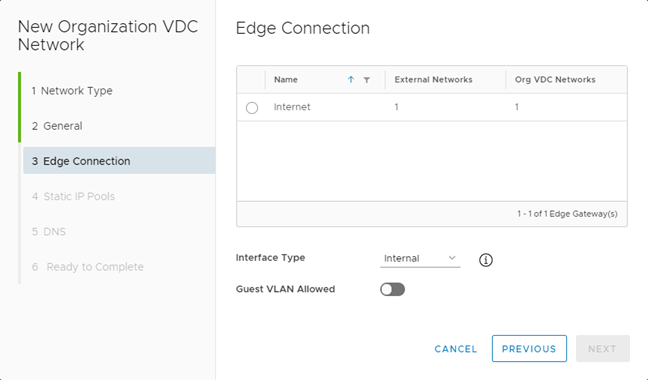 New Organization VDC
Network
1 Network Type
2 General
3 Edge Connection
4 Static IP Pools
5 DNS
6 Ready to Complete
Edge Connection
Name External Networks Org VDC Networks
Internet 1 1
1 - 1 of 1 Edge Gateway(s)
Interface Type Internal
Guest VLAN Allowed
CANCEL PREVIOUS NEXT